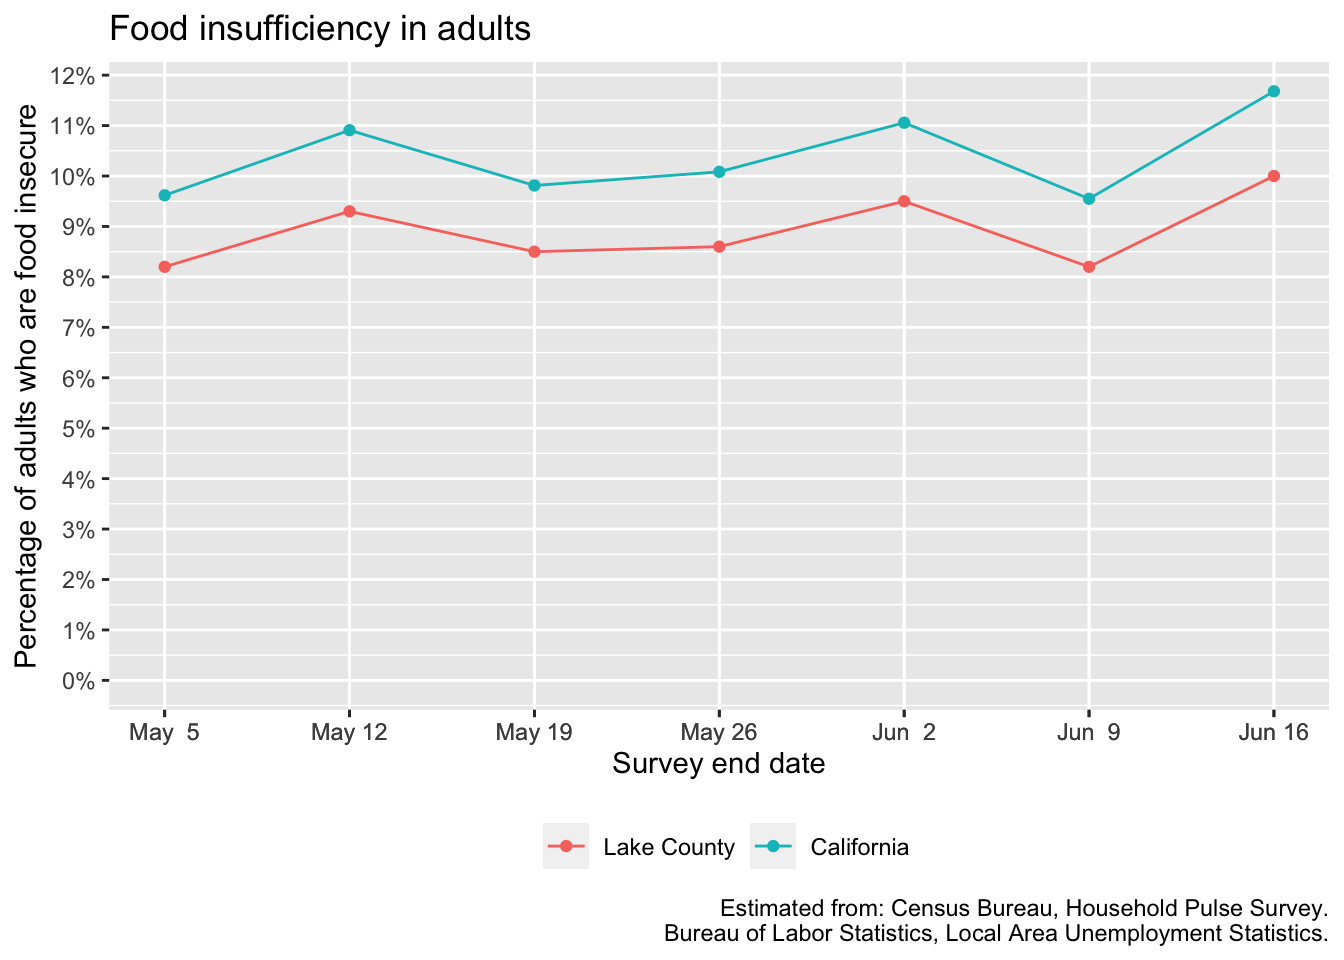 Food insufficiency in adults
Percentage of adults who are food insecure
12%
11%
10%
9%
8%
7%
6%
5%
4%
3%
2%
1%
0%
May 5 May 12 May 19 May 26 Jun 2 Jun 9 Jun 16
Survey end date
Lake County California
Estimated from: Census Bureau, Household Pulse Survey.
Bureau of Labor Statistics, Local Area Unemployment Statistics.